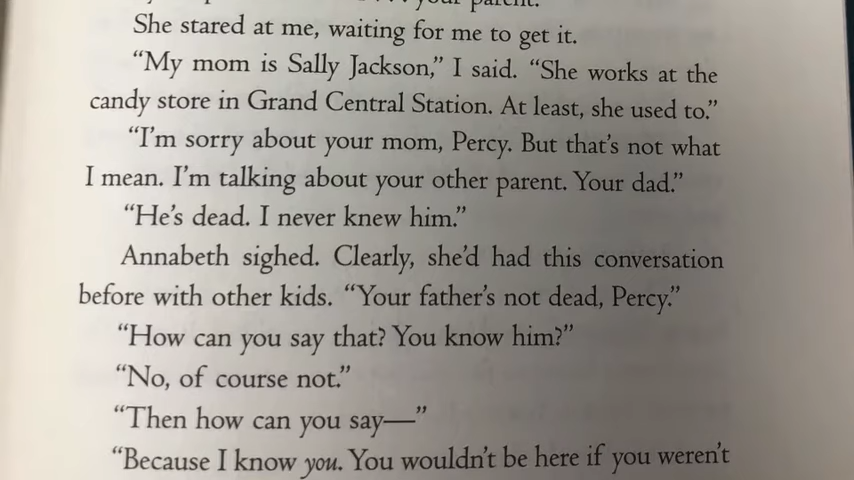 your parent.
She stared at me, waiting for me to get it.
“My mom is Sally Jackson,” I said. “She works at the
candy store in Grand Central Station. At least, she used to.”
“I’m sorry about your mom, Percy. But that’s not what
I mean. I’m talking about your other parent. Your dad.”
“He’s dead. I never knew him.”
Annabeth sighed. Clearly, she’d had this conversation
before with other kids. “Your father’s not dead, Percy.”
“How can you say that? You know him?”
“No, of course not.”
“Then how can you say—”
“Because I know you. You wouldn’t be here if you weren’t